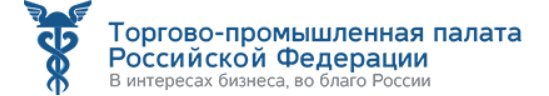 Торгово-промышленная палата
Российской Федерации
В интересах бизнеса, во благо России